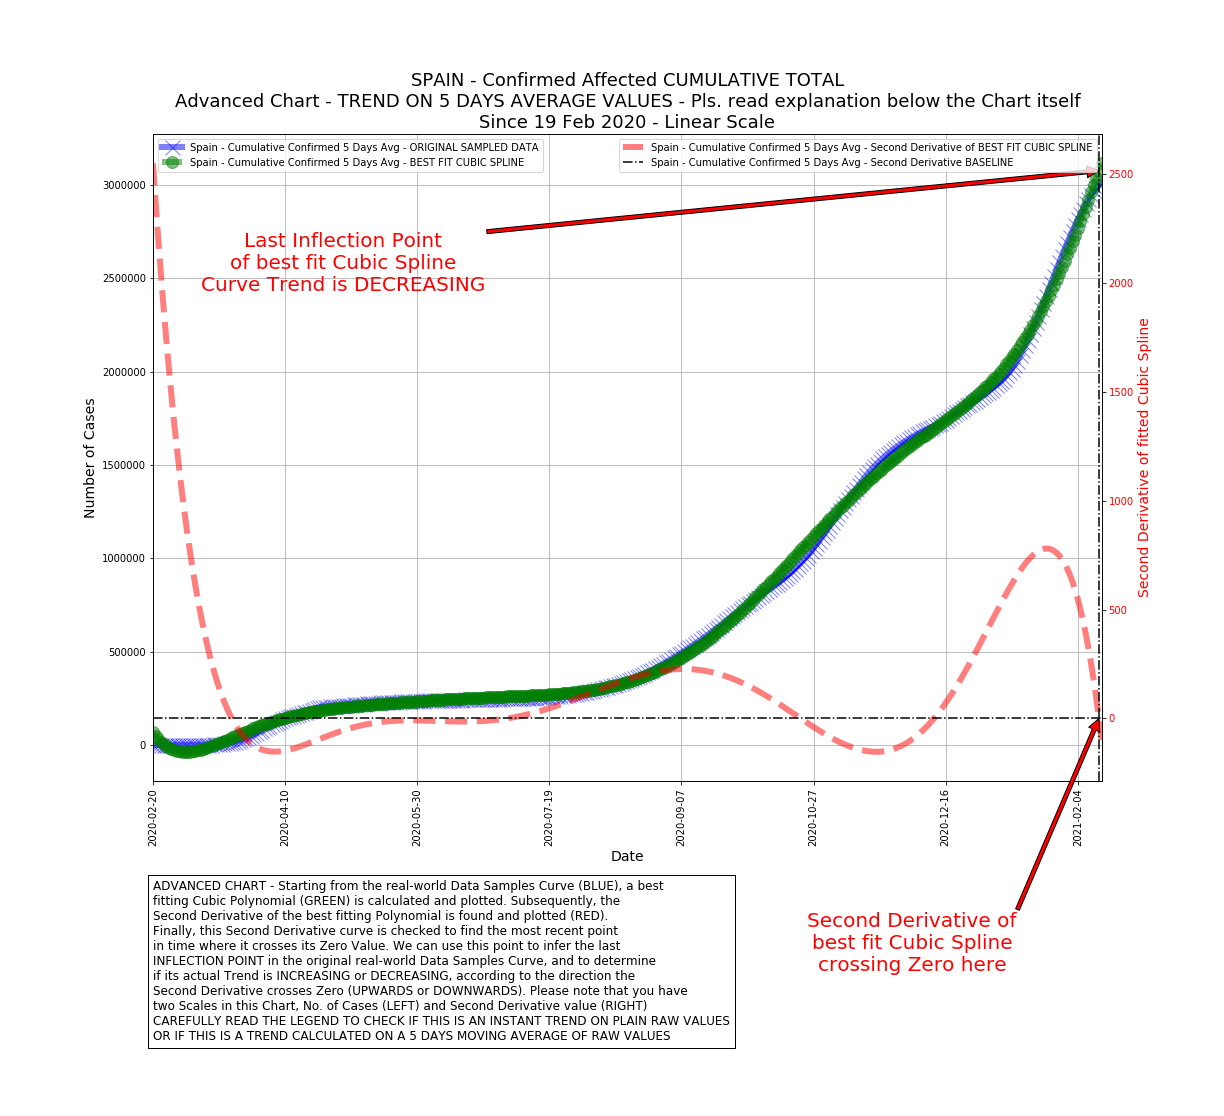 SPAIN - Confirmed Affected CUMULATIVE TOTAL
Advanced Chart - TREND ON 5 DAYS AVERAGE VALUES - Pls. read explanation below the Chart itself
Since 19 Feb 2020 - Linear Scale
Spain - Cumulative Confirmed 5 Days Avg - ORIGINAL SAMPLED DATA
Spain - Cumulative Confirmed 5 Days Avg - BEST FIT CUBIC SPLINE
Spain - Cumulative Confirmed 5 Days Avg - Second Derivative of BEST FIT CUBIC SPLINE
Spain - Cumulative Confirmed 5 Days Avg - Second Derivative BASELINE
Last Inflection Point
of best fit Cubic Spline
Curve Trend is DECREASING
Number of Cases
3000000
2500000
2000000
1500000
1000000
500000
0
2500
2000
1500
1000
500
0
Second Derivative of fitted Cubic Spline
2020-02-20
2020-04-10
2020-05-30
2020-07-19
2020-09-07
2020-10-27
2020-12-16
2021-02-04
Date
Second Derivative of
best fit Cubic Spline
crossing Zero here
ADVANCED CHART - Starting from the real-world Data Samples Curve (BLUE), a best
fitting Cubic Polynomial (GREEN) is calculated and plotted. Subsequently, the
Second Derivative of the best fitting Polynomial is found and plotted (RED).
Finally, this Second Derivative curve is checked to find the most recent point
in time where it crosses its Zero Value. We can use this point to infer the last
INFLECTION POINT in the original real-world Data Samples Curve, and to determine
if its actual Trend is INCREASING or DECREASING, according to the direction the
Second Derivative crosses Zero (UPWARDS or DOWNWARDS). Please note that you have
two Scales in this Chart, No. of Cases (LEFT) and Second Derivative value (RIGHT)
CAREFULLY READ THE LEGEND TO CHECK IF THIS IS AN INSTANT TREND ON PLAIN RAW VALUES
OR IF THIS IS A TREND CALCULATED ON A 5 DAYS MOVING AVERAGE OF RAW VALUES